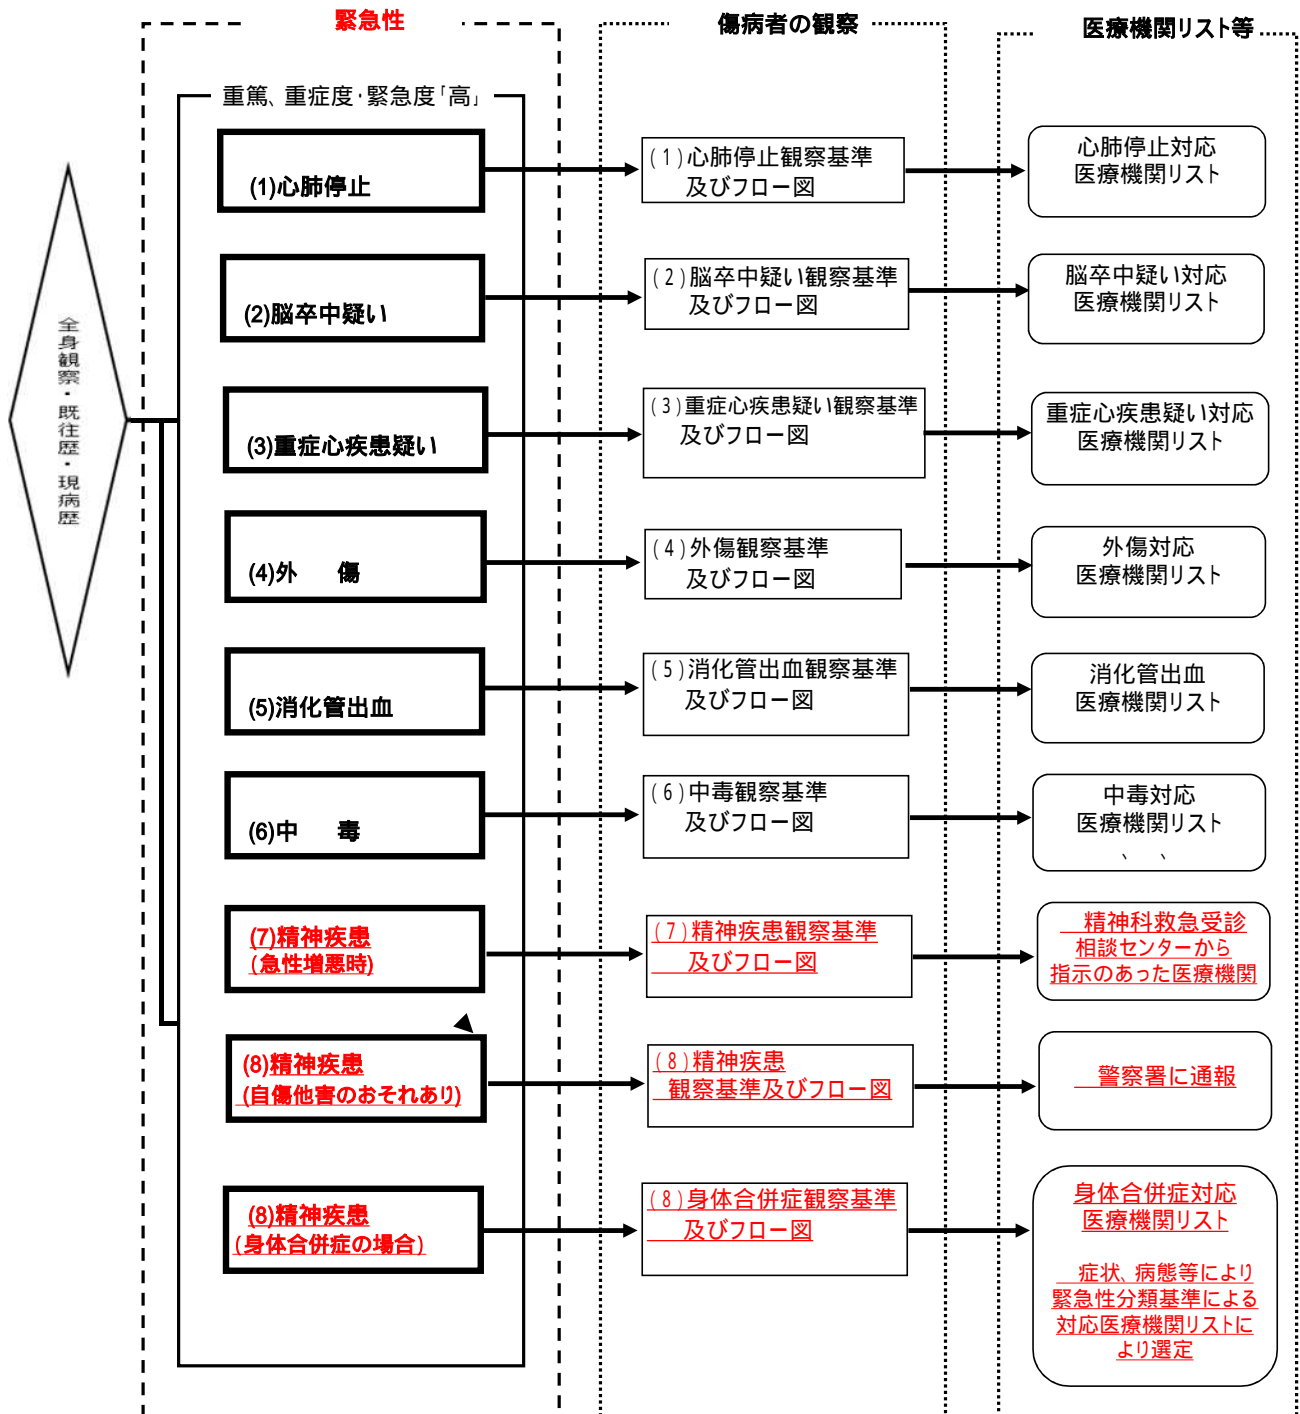 緊急性
傷病者の観察
医療機関リスト等
重篤、重症度・緊急度「高」
全身観察・既往歴・現病歴
(1)心肺停止
(1)心肺停止観察基準
及びフロー図
心肺停止対応
医療機関リスト
(2)脳卒中疑い
(2)脳卒中疑い観察基準
及びフロー図
脳卒中疑い対応
医療機関リスト
(3)重症心疾患疑い
(3)重症心疾患疑い観察基準
及びフロー図
重症心疾患疑い対応
医療機関リスト
(4)外　傷
(4)外傷観察基準
及びフロー図
外傷対応
医療機関リスト
(5)消化管出血
(5)消化管出血観察基準
及びフロー図
消化管出血
医療機関リスト
(6)中　毒
(6)中毒観察基準
及びフロー図
中毒対応
医療機関リスト
、　、
(7)精神疾患
(急性増悪時)
(7)精神疾患観察基準
及びフロー図
精神科救急受診
相談センターから
指示のあった医療機関
(8)精神疾患
(自傷他害のおそれあり)
(8)精神疾患
観察基準及びフロー図
警察署に通報
(8)精神疾患
(身体合併症の場合)
(8)身体合併症観察基準
及びフロー図
身体合併症対応
医療機関リスト
症状、病態等により
緊急性分類基準による
対応医療機関リストに
より選定